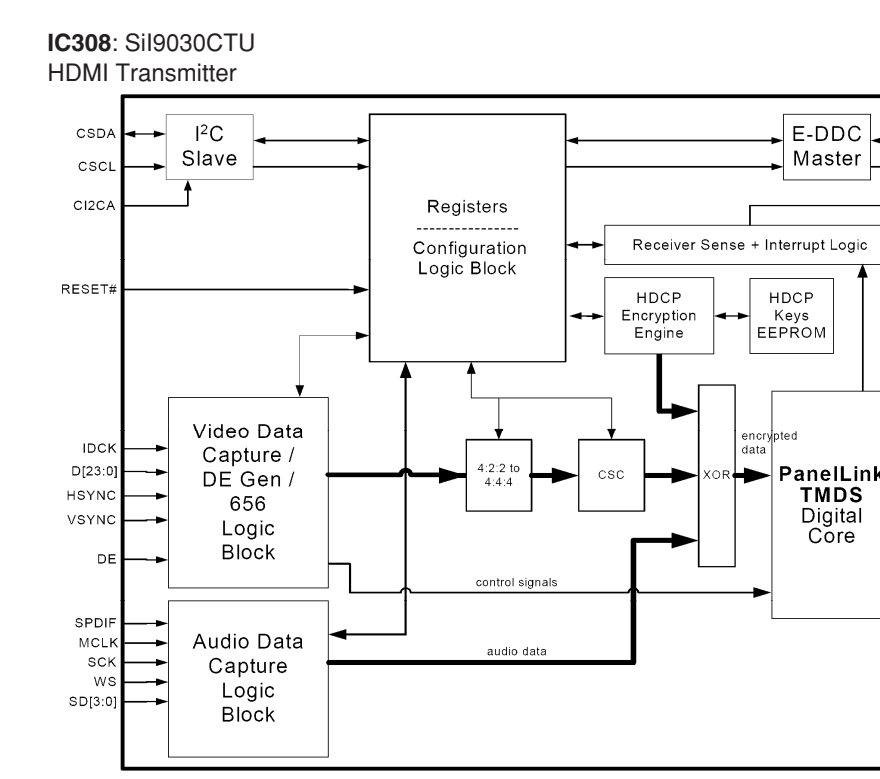 IC308: SiI9030CTU
HDMI Transmitter
CSDA
CSCL
CI2CA
RESET#
I²C
Slave
Registers
Configuration
Logic Block
E-DDC
Master
Receiver Sense + Interrupt Logic
HDCP
Encryption
Engine
HDCP
Keys
EEPROM
IDCK
D[23:0]
HSYNC
VSYNC
DE
Video Data
Capture /
DE Gen /
656
Logic
Block
4:2:2 to
4:4:4
CSC
XOR
encrypted
data
PanelLink
TMDS
Digital
Core
control signals
SPDIF
MCLK
SCK
WS
SD[3:0]
Audio Data
Capture
Logic
Block
audio data